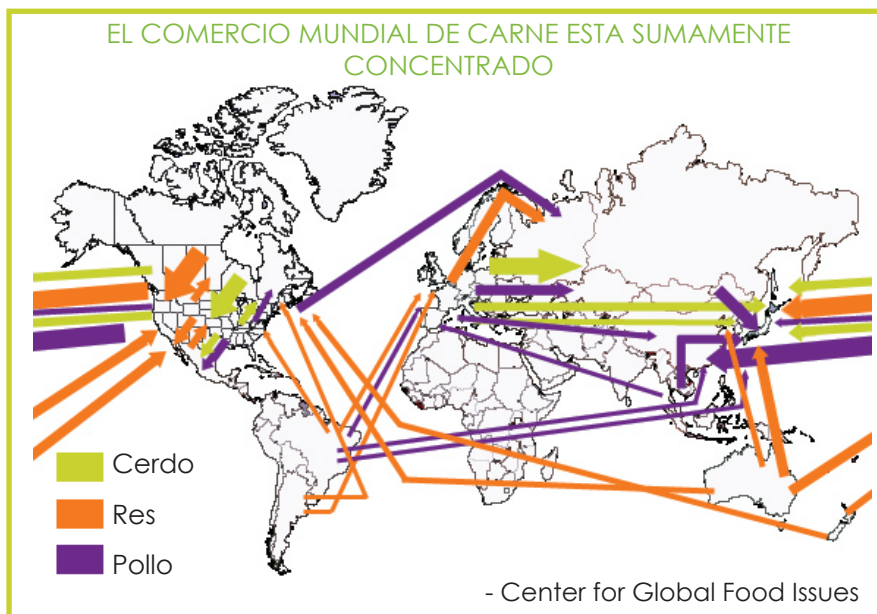 EL COMERCIO MUNDIAL DE CARNE ESTA SUMAMENTE
CONCENTRADO
Cerdo
Res
Pollo
- Center for Global Food Issues